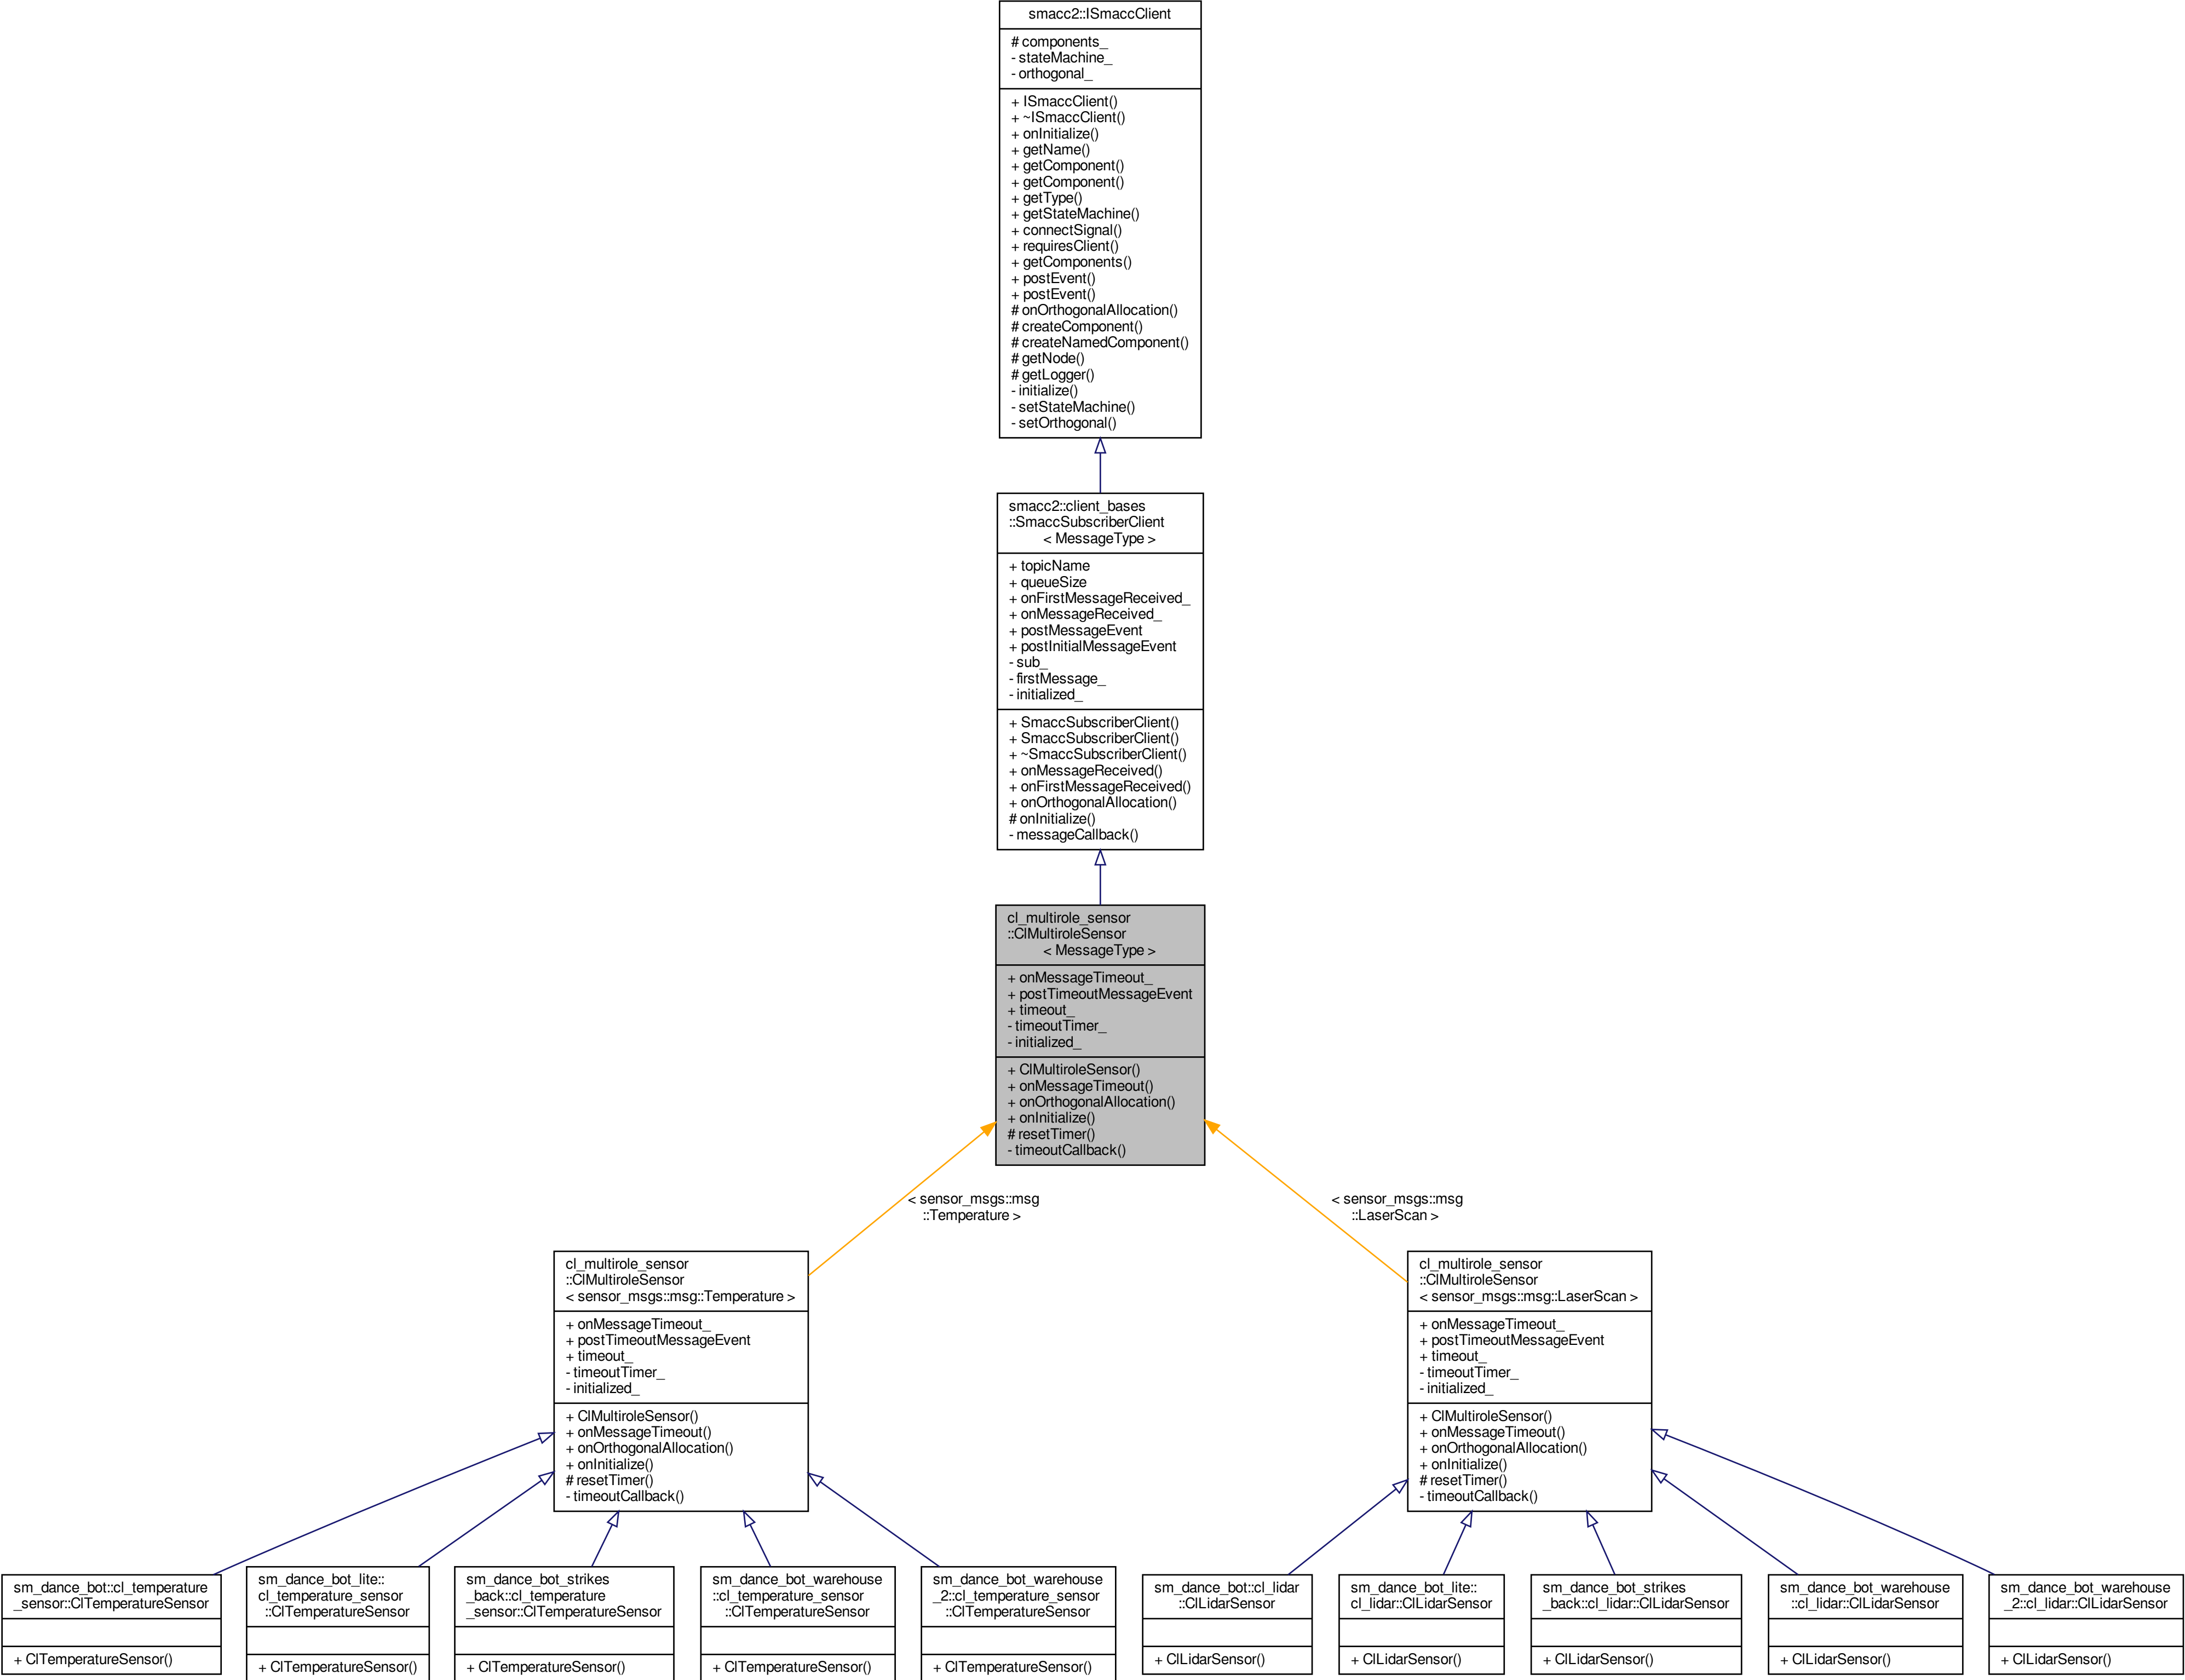 smacc2::ISmaccClient
# components_
- stateMachine_
- orthogonal_
+ ISmaccClient()
+ ~ISmaccClient()
+ onInitialize()
+ getName()
+ getComponent()
+ getComponent()
+ getType()
+ getStateMachine()
+ connectSignal()
+ requiresClient()
+ getComponents()
+ postEvent()
+ postEvent()
# onOrthogonalAllocation()
# createComponent()
# createNamedComponent()
# getNode()
# getLogger()
- initialize()
- setStateMachine()
- setOrthogonal()
smacc2::client_bases
::SmaccSubscriberClient
< MessageType >
+ topicName
+ queueSize
+ onFirstMessageReceived_
+ onMessageReceived_
+ postMessageEvent
+ postInitialMessageEvent
- sub_
- firstMessage_
- initialized_
+ SmaccSubscriberClient()
+ SmaccSubscriberClient()
+ ~SmaccSubscriberClient()
+ onMessageReceived()
+ onFirstMessageReceived()
+ onOrthogonalAllocation()
# onInitialize()
- messageCallback()
cl_multirole_sensor
::ClMultiroleSensor
< MessageType >
+ onMessageTimeout_
+ postTimeoutMessageEvent
+ timeout_
- timeoutTimer_
- initialized_
+ ClMultiroleSensor()
+ onMessageTimeout()
+ onOrthogonalAllocation()
+ onInitialize()
# resetTimer()
- timeoutCallback()
< sensor_msgs::msg
::Temperature >
< sensor_msgs::msg
::LaserScan >
cl_multirole_sensor
::ClMultiroleSensor
< sensor_msgs::msg::Temperature >
+ onMessageTimeout_
+ postTimeoutMessageEvent
+ timeout_
- timeoutTimer_
- initialized_
+ ClMultiroleSensor()
+ onMessageTimeout()
+ onOrthogonalAllocation()
+ onInitialize()
# resetTimer()
- timeoutCallback()
cl_multirole_sensor
::ClMultiroleSensor
< sensor_msgs::msg::LaserScan >
+ onMessageTimeout_
+ postTimeoutMessageEvent
+ timeout_
- timeoutTimer_
- initialized_
+ ClMultiroleSensor()
+ onMessageTimeout()
+ onOrthogonalAllocation()
+ onInitialize()
# resetTimer()
- timeoutCallback()
sm_dance_bot::cl_temperature
_sensor::ClTemperatureSensor
+ ClTemperatureSensor()
sm_dance_bot_lite::
cl_temperature_sensor
::ClTemperatureSensor
+ ClTemperatureSensor()
sm_dance_bot_strikes
_back::cl_temperature
_sensor::ClTemperatureSensor
+ ClTemperatureSensor()
sm_dance_bot_warehouse
::cl_temperature_sensor
::ClTemperatureSensor
+ ClTemperatureSensor()
sm_dance_bot_warehouse
_2::cl_temperature_sensor
::ClTemperatureSensor
+ ClTemperatureSensor()
sm_dance_bot::cl_lidar
::ClLidarSensor
+ ClLidarSensor()
sm_dance_bot_lite::
cl_lidar::ClLidarSensor
+ ClLidarSensor()
sm_dance_bot_strikes
_back::cl_lidar::ClLidarSensor
+ ClLidarSensor()
sm_dance_bot_warehouse
::cl_lidar::ClLidarSensor
+ ClLidarSensor()
sm_dance_bot_warehouse
_2::cl_lidar::ClLidarSensor
+ ClLidarSensor()